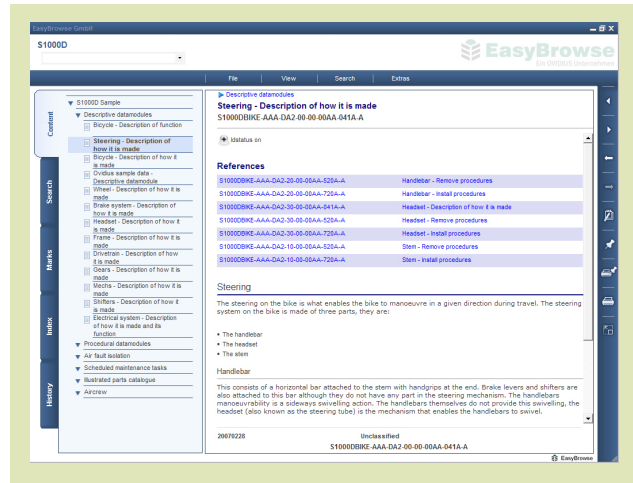 EasyBrowse GmbH
S1000D
EasyBrowse
Ein OVIDIUS Unternehmen
File View Search Extras
Content
Search
Marks
Index
History
S1000D Sample
Descriptive datamodules
Bicycle - Description of function
Steering - Description of
how it is made
Bicycle - Description of how it
is made
Ovidius sample data -
Descriptive datamodule
Wheel - Description of how it is
made
Brake system - Description of
how it is made
Headset - Description of how it
is made
Frame - Description of how it is
made
Drivetrain - Description of how
it is made
Gears - Description of how it is
made
Mechs - Description of how it is
made
Shifters - Description of how it
is made
Electrical system - Description
of how it is made and its
function
Procedural datamodules
Air fault isolation
Scheduled maintenance tasks
Illustrated parts catalogue
Aircrew
Descriptive datamodules
Steering - Description of how it is made
S1000DBIKE-AAA-DA2-00-00-00AA-041A-A
Idstatus on
References
S1000DBIKE-AAA-DA2-20-00-00AA-520A-A Handlebar - Remove procedures
S1000DBIKE-AAA-DA2-20-00-00AA-720A-A Handlebar - Install procedures
S1000DBIKE-AAA-DA2-30-00-00AA-041A-A Headset - Description of how it is made
S1000DBIKE-AAA-DA2-30-00-00AA-520A-A Headset - Remove procedures
S1000DBIKE-AAA-DA2-30-00-00AA-720A-A Headset - Install procedures
S1000DBIKE-AAA-DA2-10-00-00AA-520A-A Stem - Remove procedures
S1000DBIKE-AAA-DA2-10-00-00AA-720A-A Stem - Install procedures
Steering
The steering on the bike is what enables the bike to manoeuvre in a given direction during travel. The steering
system on the bike is made of three parts, they are:
• The handlebar
• The headset
• The stem
Handlebar
This consists of a horizontal bar attached to the stem with handgrips at the end. Brake levers and shifters are
also attached to this bar although they do not have any part in the steering mechanism. The handlebars
manoeuvrability is a sideways swivelling action. The handlebars themselves do not provide this swivelling, the
headset (also known as the steering tube) is the mechanism that enables the handlebars to swivel.
20070228 Unclassified
S1000DBIKE-AAA-DA2-00-00-00AA-041A-A
EasyBrowse